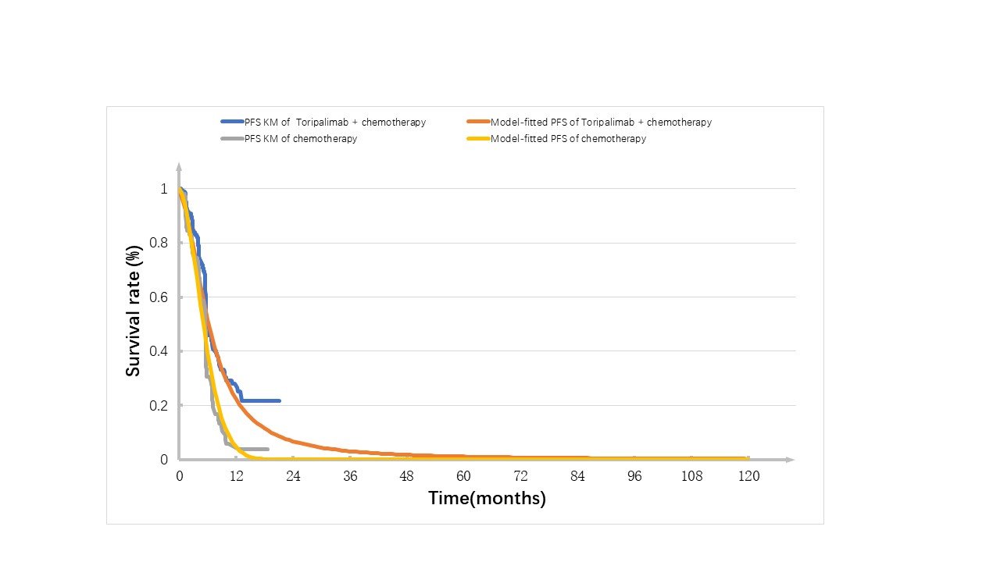 PFS KM of  Toripalimab + chemotherapy
Model-fitted PFS of Toripalimab + chemotherapy
PFS KM of chemotherapy
Model-fitted PFS of chemotherapy
Survival rate (%)
1
0.8
0.6
0.4
0.2
0
0 12 24 36 48 60 72 84 96 108 120
Time(months)